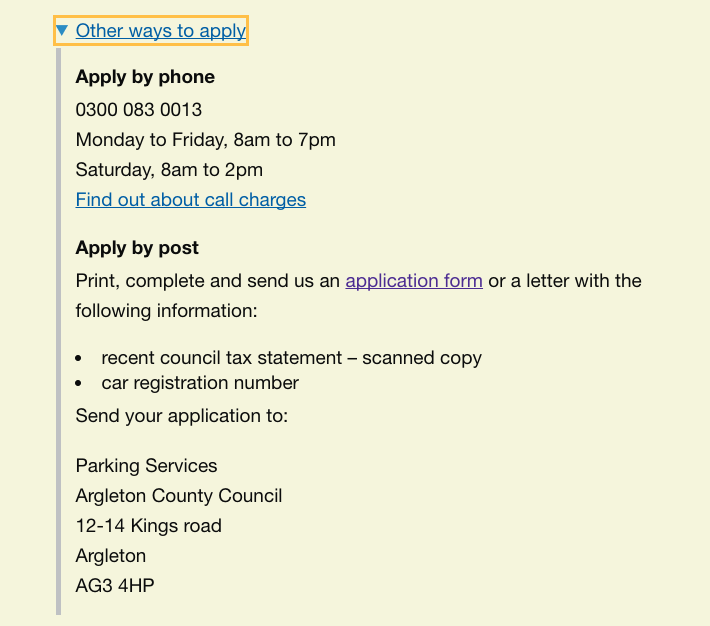 Other ways to apply
Apply by phone
0300 083 0013
Monday to Friday, 8am to 7pm
Saturday, 8am to 2pm
Find out about call charges
Apply by post
Print, complete and send us an application form or a letter with the
following information:
• recent council tax statement – scanned copy
• car registration number
Send your application to:
Parking Services
Argleton County Council
12-14 Kings road
Argleton
AG3 4HP